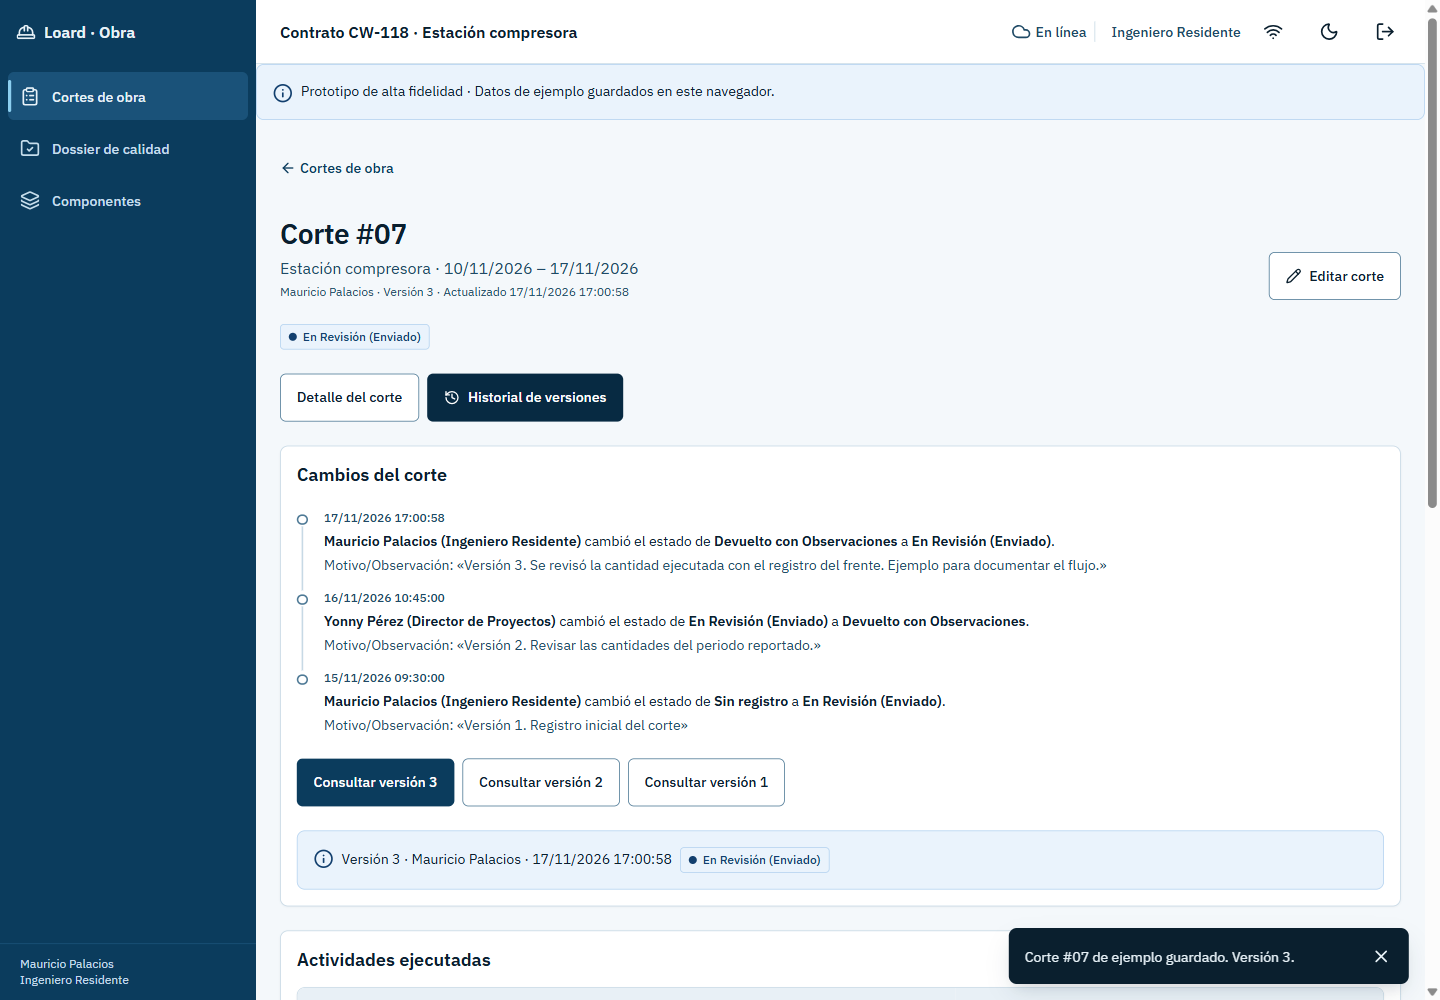 Loard · Obra
Contrato CW-118 · Estación compresora
En línea
Ingeniero Residente
Cortes de obra
Dossier de calidad
Componentes
Prototipo de alta fidelidad · Datos de ejemplo guardados en este navegador.
Cortes de obra
Corte #07
Estación compresora · 10/11/2026 – 17/11/2026
Mauricio Palacios · Versión 3 · Actualizado 17/11/2026 17:00:58
Editar corte
En Revisión (Enviado)
Detalle del corte
Historial de versiones
Cambios del corte
17/11/2026 17:00:58
Mauricio Palacios (Ingeniero Residente) cambió el estado de Devuelto con Observaciones a En Revisión (Enviado).
Motivo/Observación: «Versión 3. Se revisó la cantidad ejecutada con el registro del frente. Ejemplo para documentar el flujo.»
16/11/2026 10:45:00
Yonny Pérez (Director de Proyectos) cambió el estado de En Revisión (Enviado) a Devuelto con Observaciones.
Motivo/Observación: «Versión 2. Revisar las cantidades del periodo reportado.»
15/11/2026 09:30:00
Mauricio Palacios (Ingeniero Residente) cambió el estado de Sin registro a En Revisión (Enviado).
Motivo/Observación: «Versión 1. Registro inicial del corte»
Consultar versión 3
Consultar versión 2
Consultar versión 1
Versión 3 · Mauricio Palacios · 17/11/2026 17:00:58
En Revisión (Enviado)
Actividades ejecutadas
Corte #07 de ejemplo guardado. Versión 3.
Mauricio Palacios
Ingeniero Residente